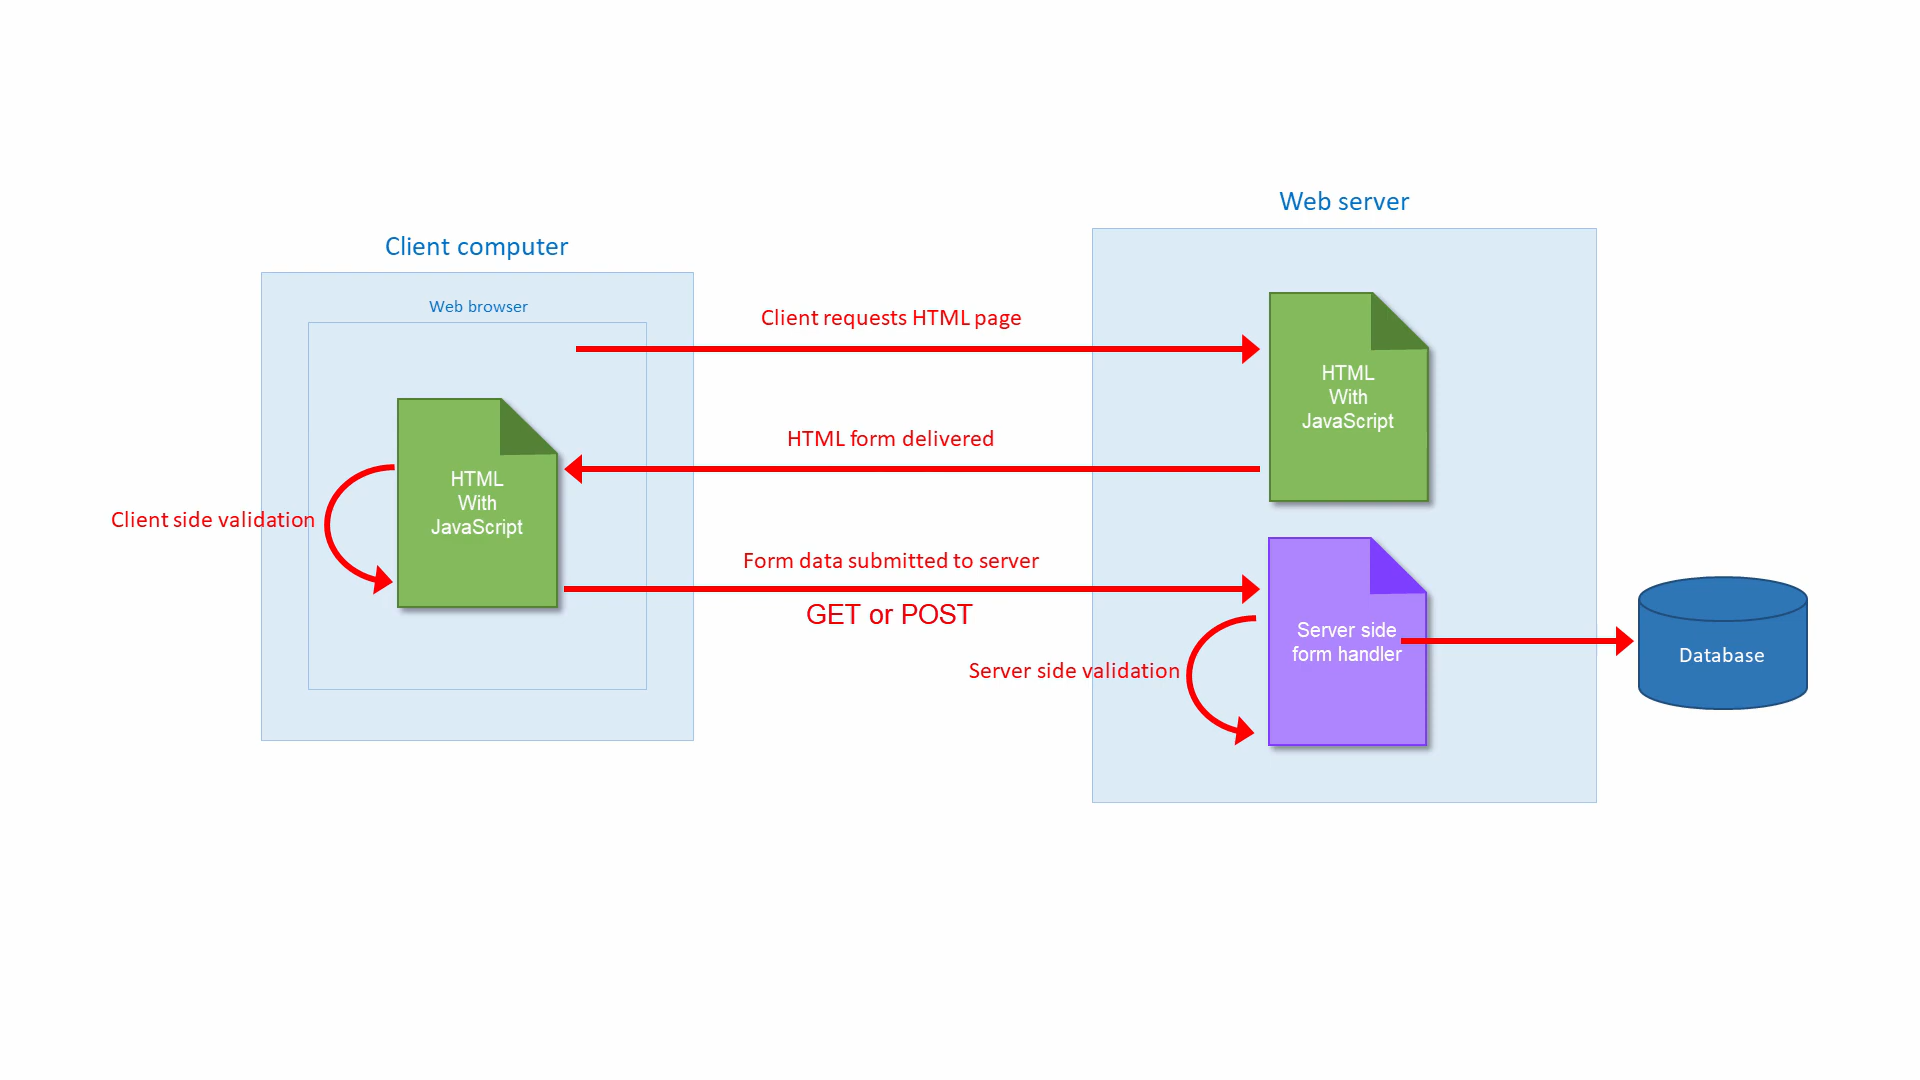 Web server
Client computer
Web browser
Client requests HTML page
HTML
With
JavaScript
HTML form delivered
HTML
With
JavaScript
Client side validation
Form data submitted to server
GET or POST
Server side
form handler
Server side validation
Database